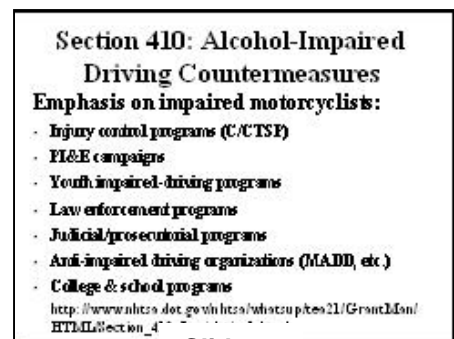 Section 410: Alcohol-Impaired
Driving Countermeasures
Emphasis on impaired motorcyclists:
· Injury control programs (C/CTSP)
· PI&E campaigns
· Youth impaired-driving programs
· Law enforcement programs
· Judicial/prosecutorial programs
· Anti-impaired driving organizations (MADD, etc.)
· College & school programs
http://www.nhtsa.dot.gov/nhtsa/whatsup/tea21/GrantMan/